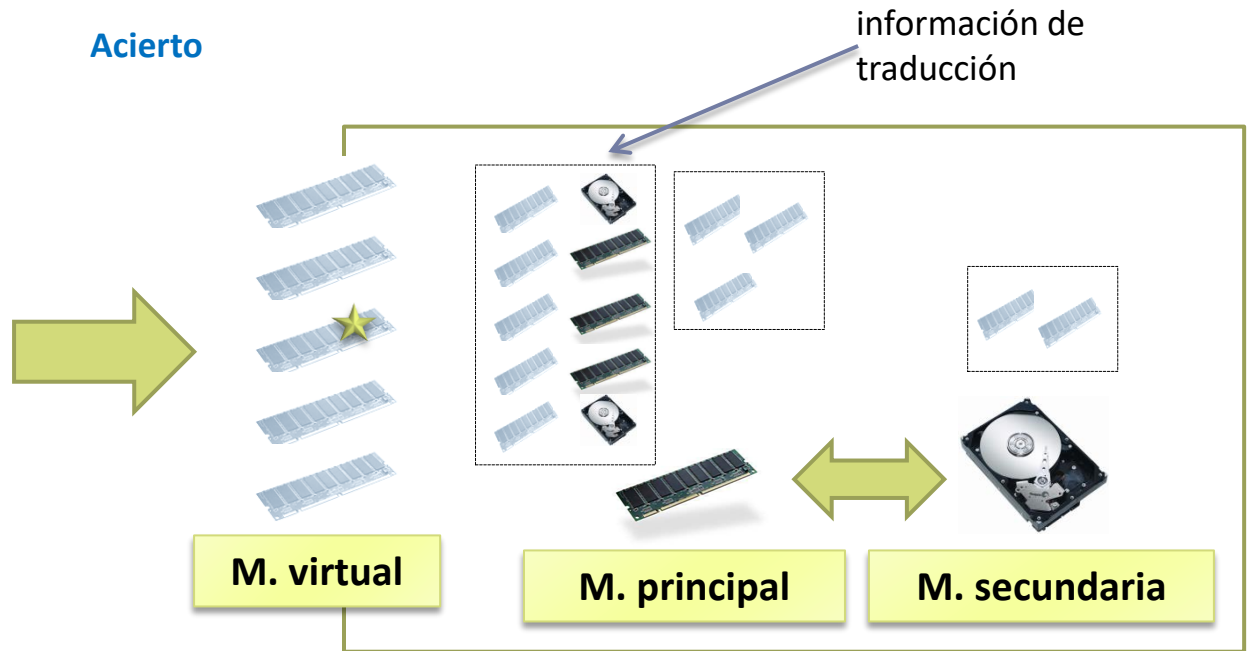 Acierto
información de
traducción
M. virtual
M. principal
M. secundaria